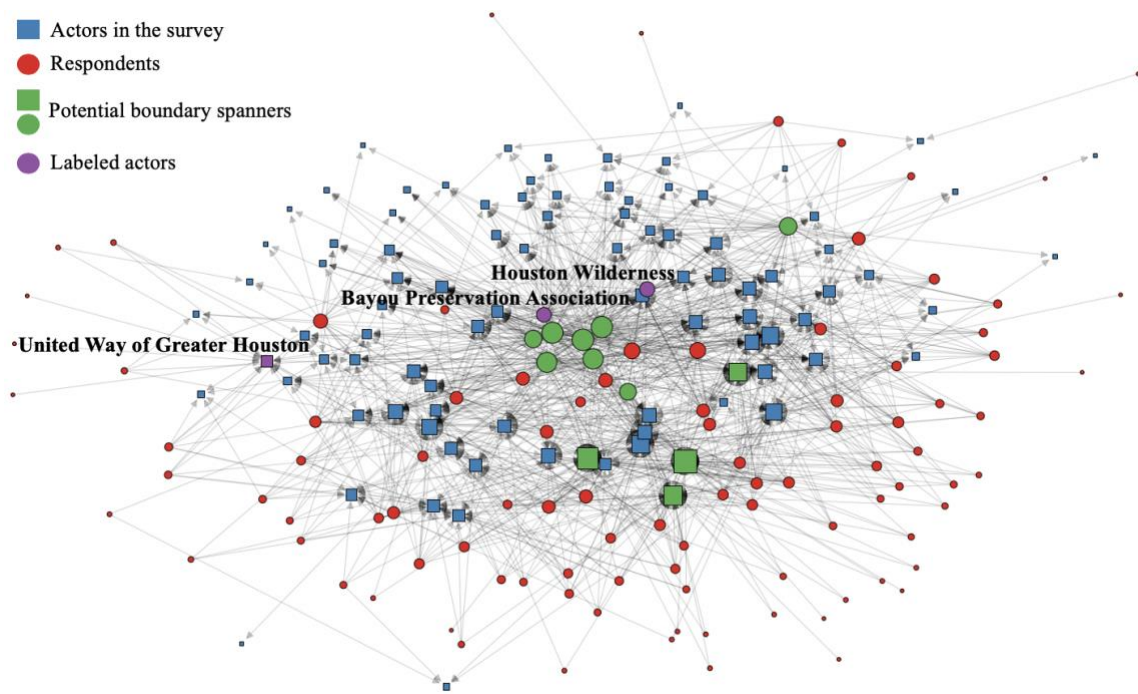 Actors in the survey
Respondents
Potential boundary spanners
Labeled actors
Houston Wilderness
Bayou Preservation Association
United Way of Greater Houston